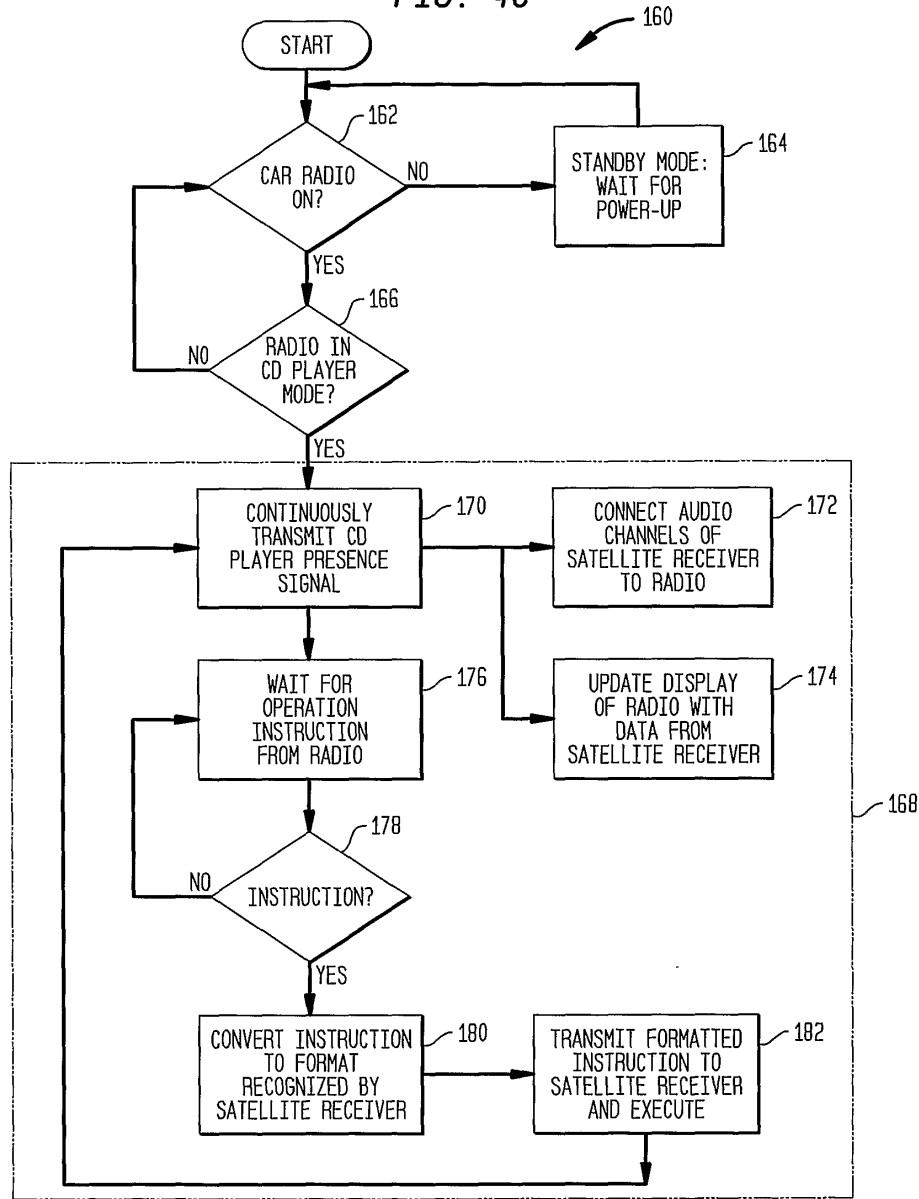 160
START
162
CAR RADIO
ON?
NO
STANDBY MODE:
WAIT FOR
POWER-UP
164
YES
166
RADIO IN
CD PLAYER
MODE?
NO
YES
CONTINUOUSLY
TRANSMIT CD
PLAYER PRESENCE
SIGNAL
170
CONNECT AUDIO
CHANNELS OF
SATELLITE RECEIVER
TO RADIO
172
WAIT FOR
OPERATION
INSTRUCTION
FROM RADIO
176
UPDATE DISPLAY
OF RADIO WITH
DATA FROM
SATELLITE RECEIVER
174
168
178
INSTRUCTION?
NO
YES
CONVERT INSTRUCTION
TO FORMAT
RECOGNIZED BY
SATELLITE RECEIVER
180
TRANSMIT FORMATTED
INSTRUCTION TO
SATELLITE RECEIVER
AND EXECUTE
182